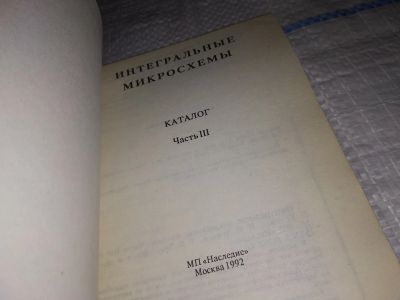 ИНТЕГРАЛЬНЫЕ
МИКРОСХЕМЫ
КАТАЛОГ
Часть III
МП «Наследие»
Москва 1992